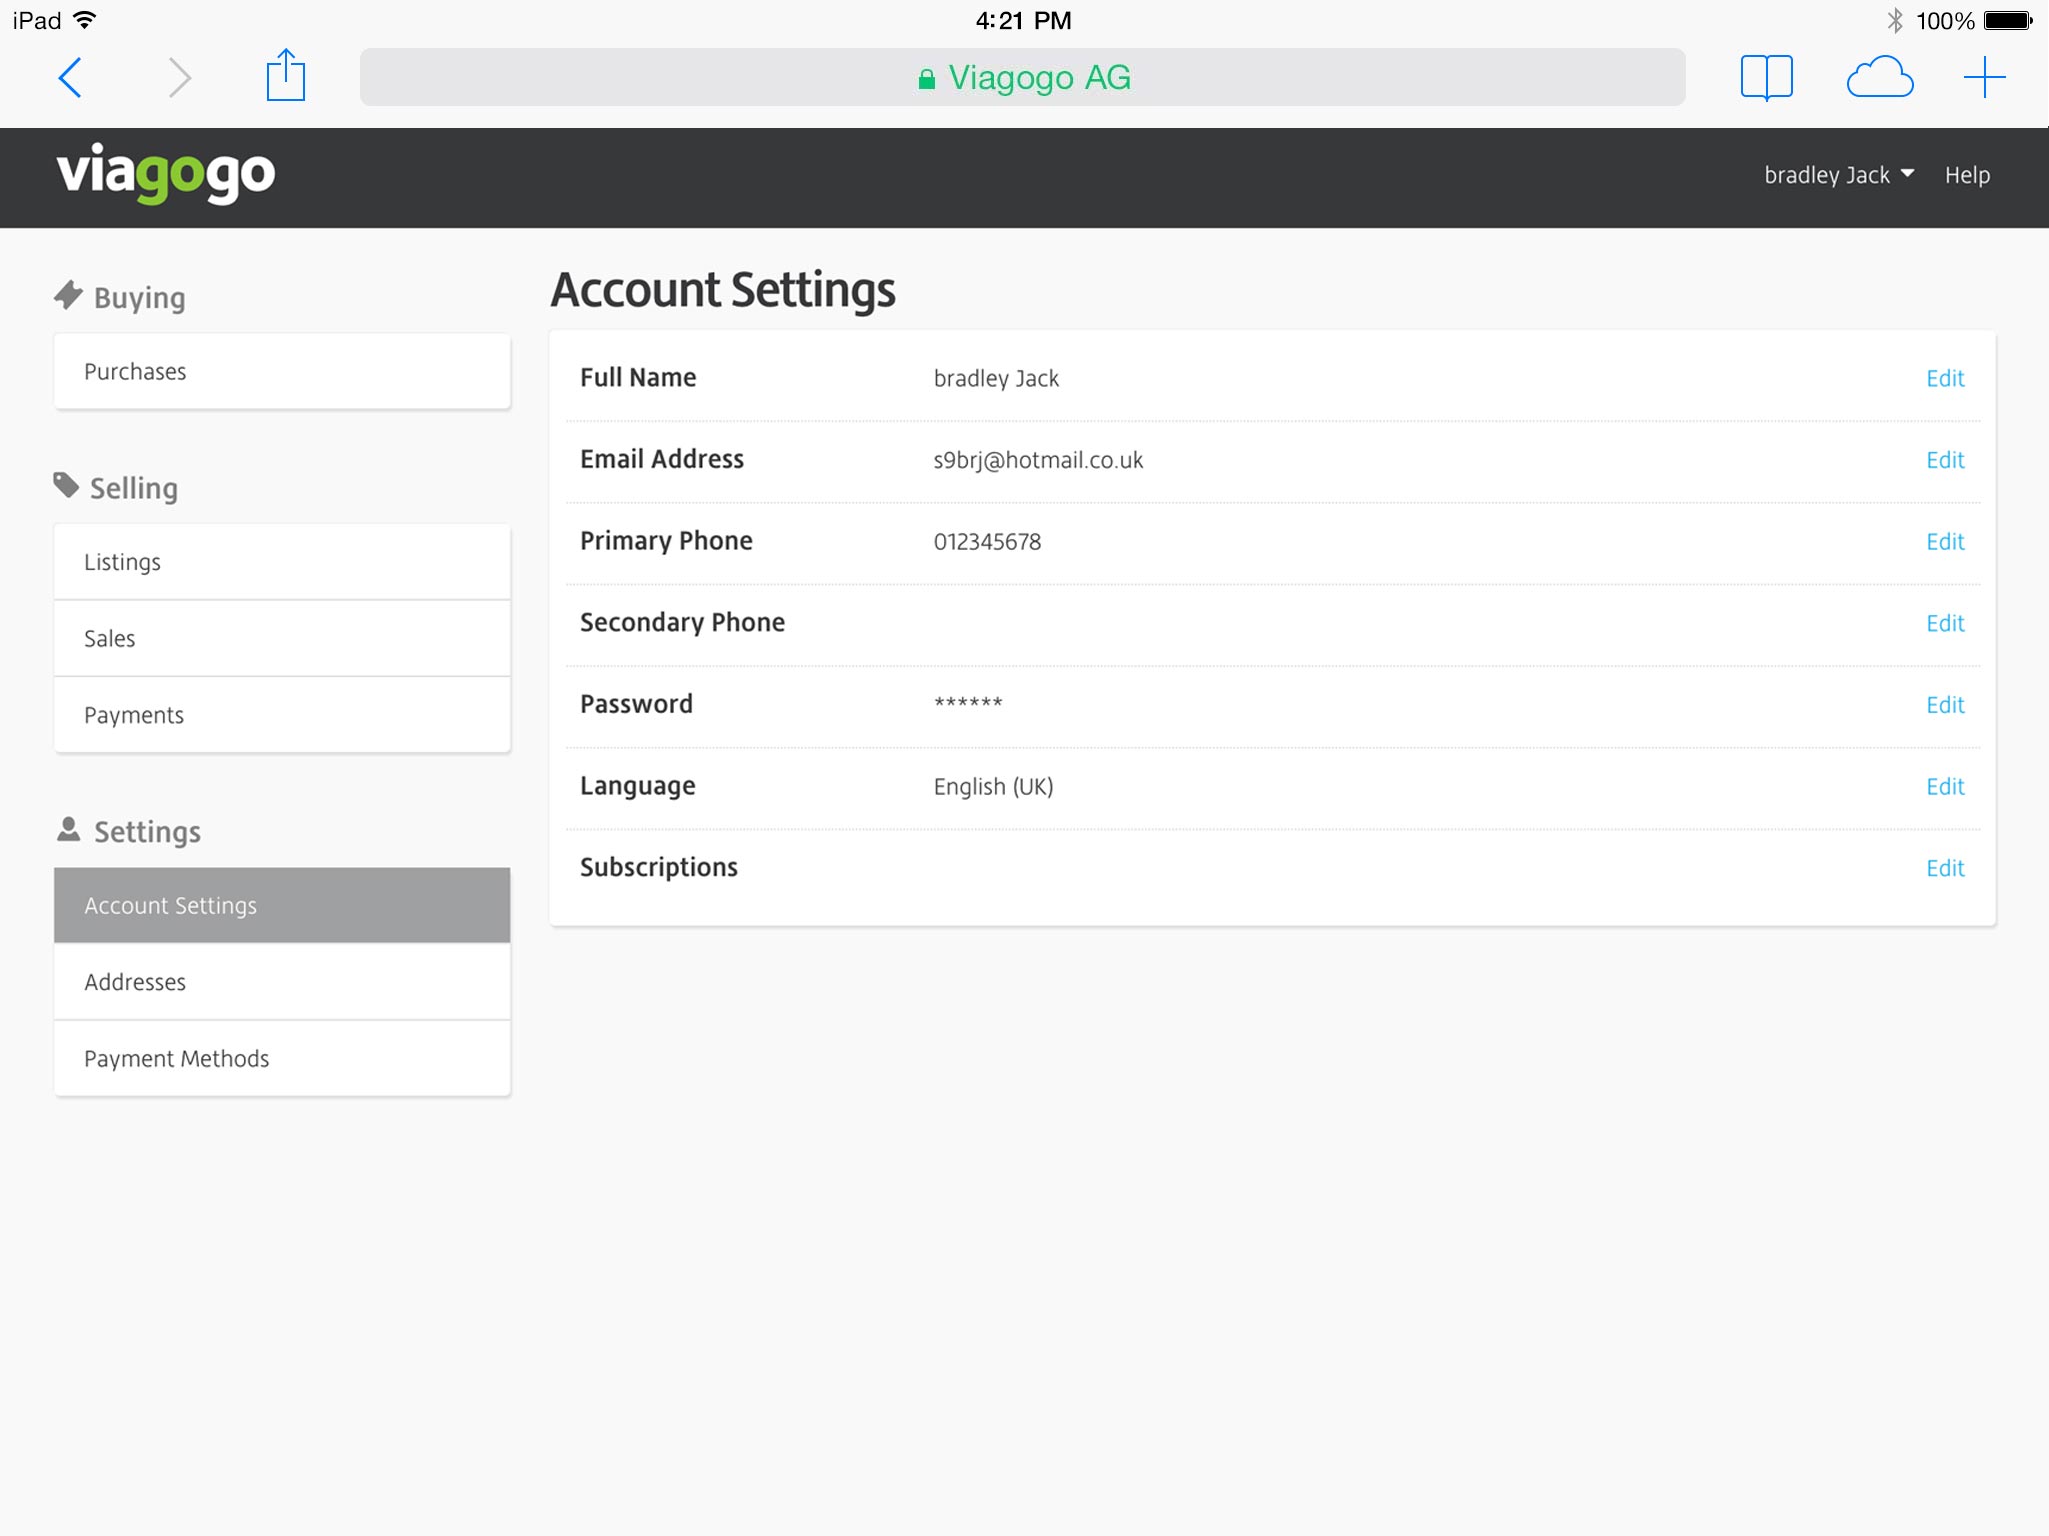 iPad 4:21 PM 100%
Viagogo AG
viagogo bradley Jack Help
Buying
Purchases
Selling
Listings
Sales
Payments
Settings
Account Settings
Addresses
Payment Methods
Account Settings
Full Name bradley Jack Edit
Email Address s9brj@hotmail.co.uk Edit
Primary Phone 012345678 Edit
Secondary Phone Edit
Password ****** Edit
Language English (UK) Edit
Subscriptions Edit